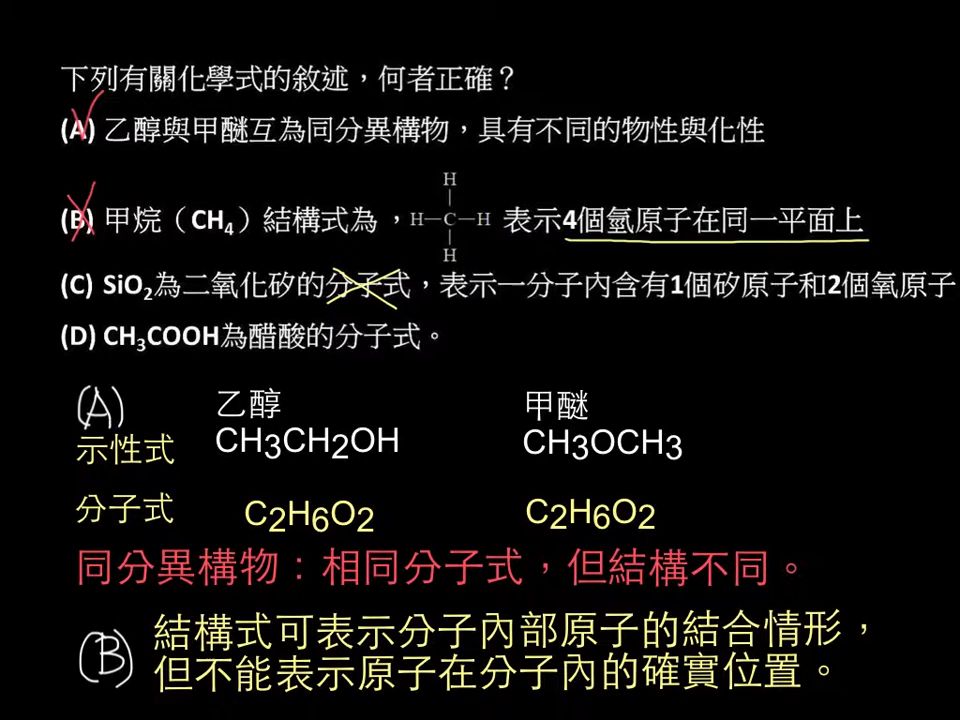 下列有關化學式的敘述，何者正確？
(A) 乙醇與甲醚互為同分異構物，具有不同的物性與化性
H
(B) 甲烷（CH4）結構式為，H—C—H 表示4個氫原子在同一平面上
H
(C) SiO2為二氧化矽的分子式，表示一分子內含有1個矽原子和2個氧原子
(D) CH3COOH為醋酸的分子式。
(A) 乙醇 甲醚
示性式 CH3CH2OH CH3OCH3
分子式 C2H6O2 C2H6O2
同分異構物：相同分子式，但結構不同。
(B) 結構式可表示分子內部原子的結合情形，
但不能表示原子在分子內的確實位置。